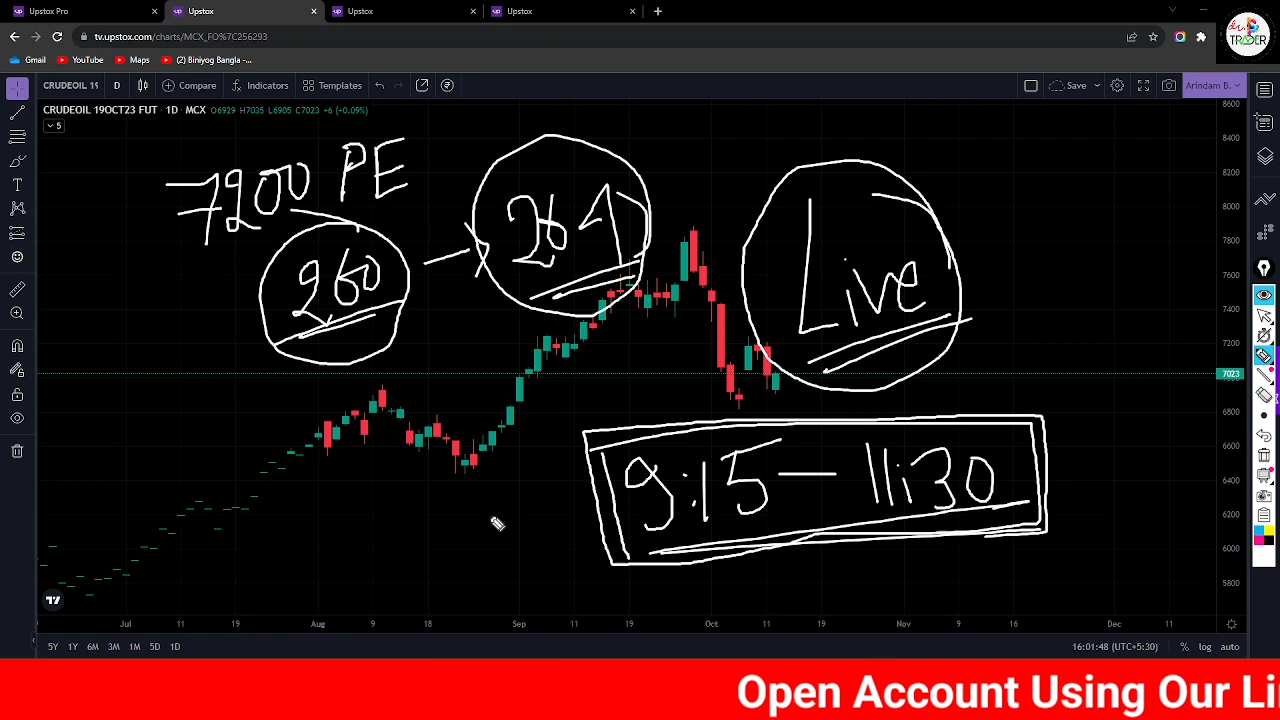 Upstox Pro
Upstox
Upstox
Upstox
tv.upstox.com/charts/MCX_FO%7C256293
TRADER
Gmail
YouTube
Maps
(2) Biniyog Bangla -...
CRUDEOIL 19
D
Compare
Indicators
Templates
Save
Arindam B.
CRUDEOIL 19OCT23 FUT · 1D · MCX O6929 H7035 L6905 C7023 +6 (+0.09%)
5
8600
8400
8200
8000
7800
7600
7400
7200
7023
6800
6600
6400
6200
6000
5800
7200 PE
260
264
Live
9:15 — 11:30
Jul 11 19 Aug 9 18 Sep 11 19 Oct 11 19 Nov 9 16 Dec 11
5Y 1Y 6M 3M 1M 5D 1D
16:01:48 (UTC+5:30) % log auto
Open Account Using Our Li